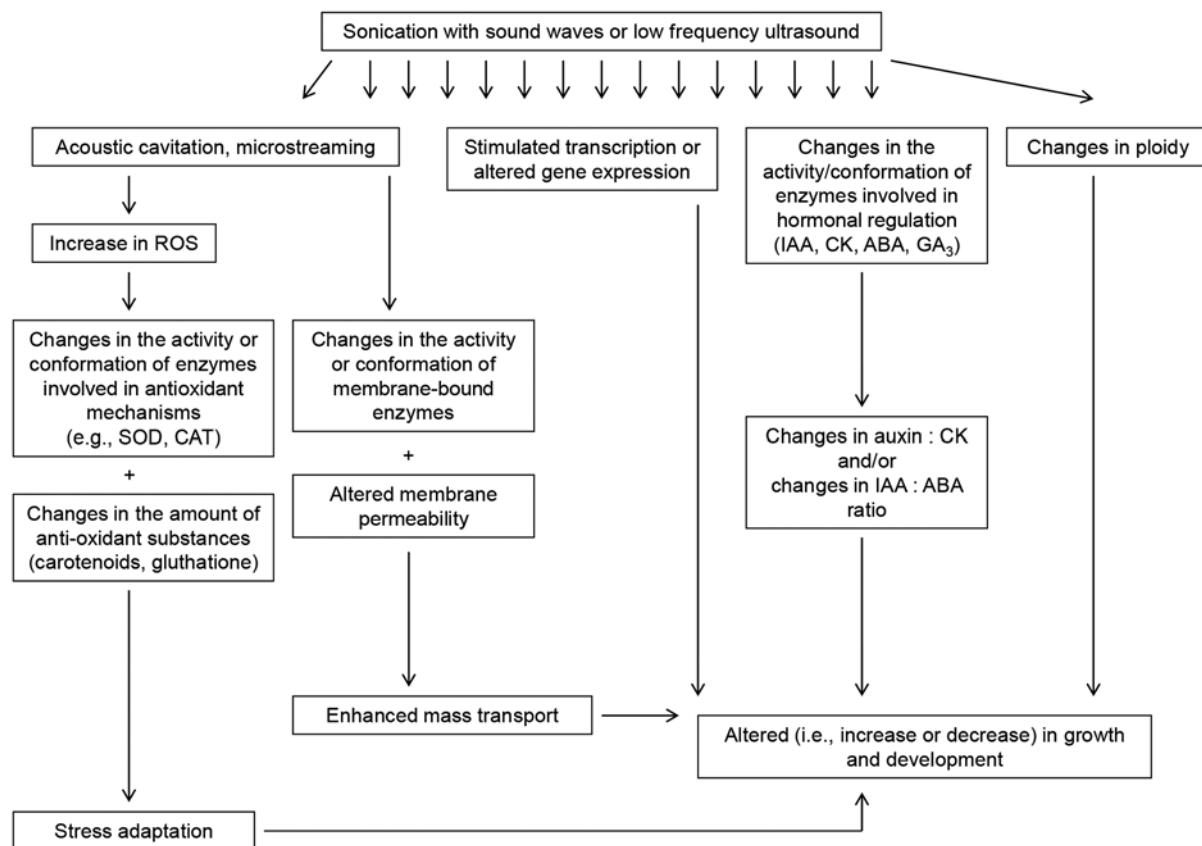 Sonication with sound waves or low frequency ultrasound
Acoustic cavitation, microstreaming
Stimulated transcription or
altered gene expression
Changes in the
activity/conformation of
enzymes involved in
hormonal regulation
(IAA, CK, ABA, GA₃)
Changes in ploidy
Increase in ROS
Changes in the activity or
conformation of enzymes
involved in antioxidant
mechanisms
(e.g., SOD, CAT)
+
Changes in the amount of
anti-oxidant substances
(carotenoids, gluthatione)
Changes in the activity
or conformation of
membrane-bound
enzymes
+
Altered membrane
permeability
Changes in auxin : CK
and/or
changes in IAA : ABA
ratio
Enhanced mass transport
Altered (i.e., increase or decrease) in growth
and development
Stress adaptation